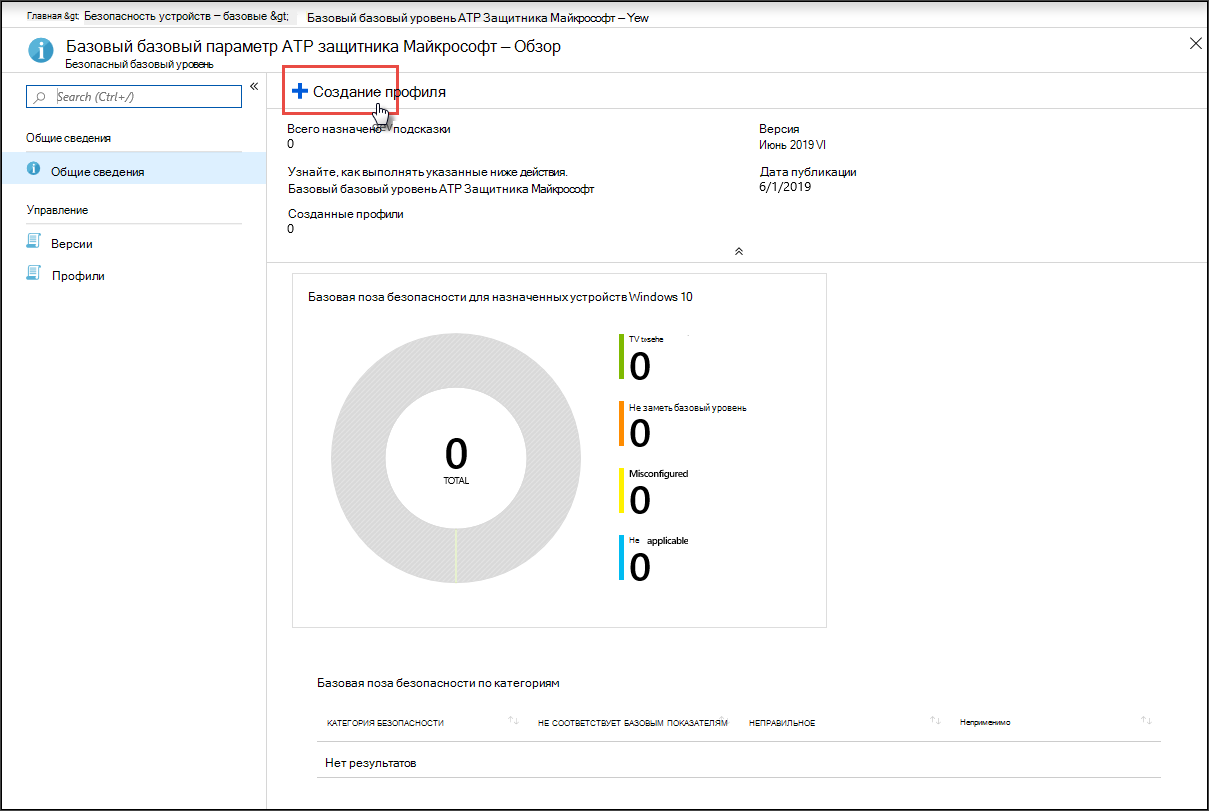 Главная &gt; Безопасность устройств – базовые &gt; Базовый базовый уровень ATP Защитника Майкрософт – Yew
Базовый базовый параметр ATP защитника Майкрософт – Обзор
Безопасный базовый уровень
Search (Ctrl+/)
«
Создание профиля
Общие сведения
Общие сведения
Управление
Версии
Профили
Всего назначено подсказки
0
Версия
Июнь 2019 VI
Узнайте, как выполнять указанные ниже действия.
Базовый базовый уровень ATP Защитника Майкрософт
Дата публикации
6/1/2019
Созданные профили
0
Базовая поза безопасности для назначенных устройств Windows 10
0
TOTAL
TV
0
Не заметь базовый уровень
0
Misconfigured
0
Не applicable
0
Базовая поза безопасности по категориям
КАТЕГОРИЯ БЕЗОПАСНОСТИ НЕ СООТВЕТСТВУЕТ БАЗОВЫМ ПОКАЗАТЕЛЯМ НЕПРАВИЛЬНОЕ Неприменимо
Нет результатов